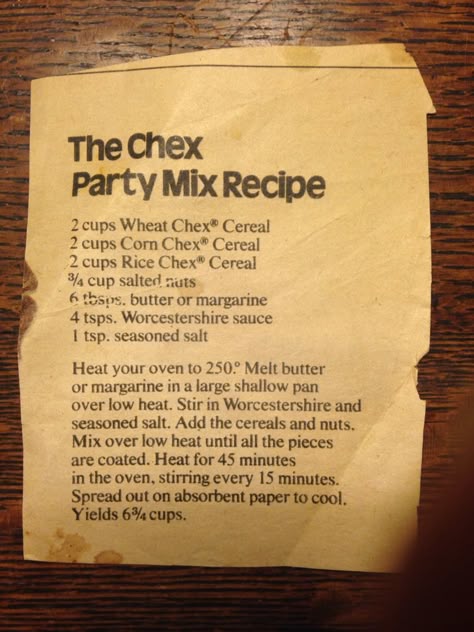 The Chex
Party Mix Recipe
2 cups Wheat Chex® Cereal
2 cups Corn Chex® Cereal
2 cups Rice Chex® Cereal
¾ cup salted nuts
6 tbsps. butter or margarine
4 tsps. Worcestershire sauce
1 tsp. seasoned salt
Heat your oven to 250.° Melt butter
or margarine in a large shallow pan
over low heat. Stir in Worcestershire and
seasoned salt. Add the cereals and nuts.
Mix over low heat until all the pieces
are coated. Heat for 45 minutes
in the oven, stirring every 15 minutes.
Spread out on absorbent paper to cool.
Yields 6¾ cups.